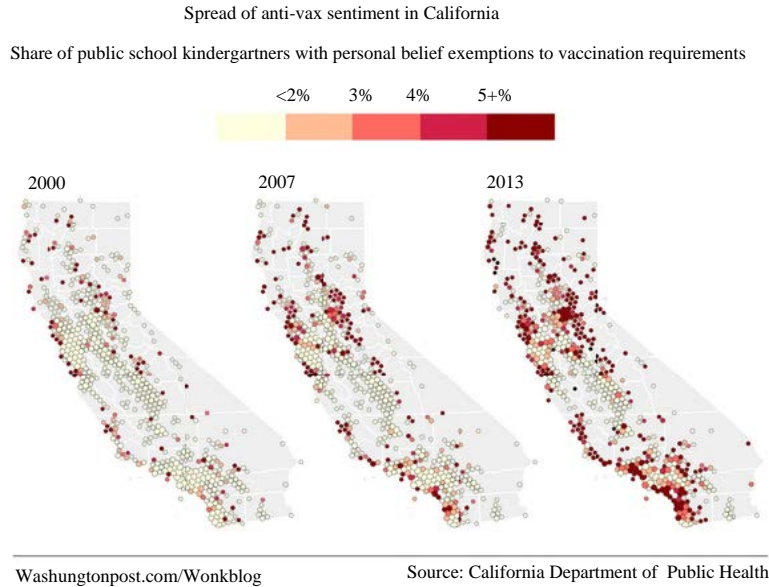 Spread of anti-vax sentiment in California
Share of public school kindergartners with personal belief exemptions to vaccination requirements
<2% 3% 4% 5+%
2000 2007 2013
Washungtonpost.com/Wonkblog Source: California Department of Public Health